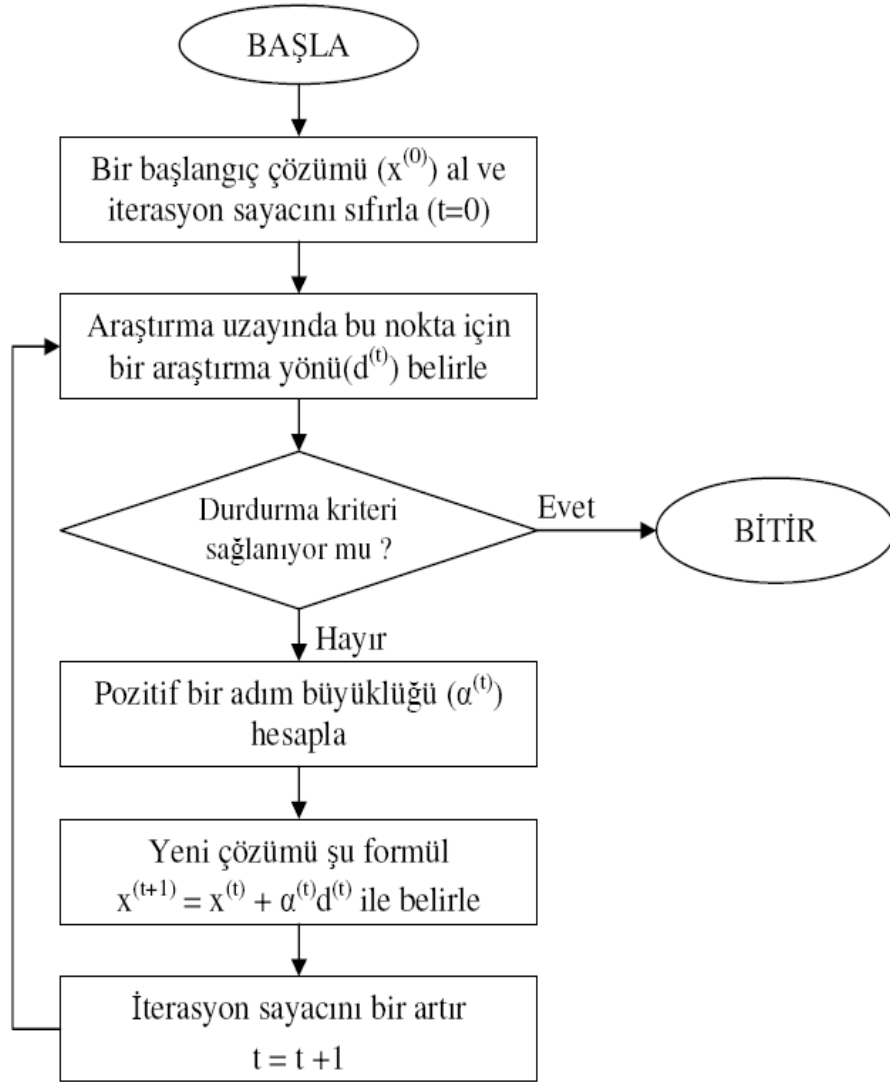 BAŞLA
Bir başlangıç çözümü (x^(0)) al ve
iterasyon sayacını sıfırla (t=0)
Araştırma uzayında bu nokta için
bir araştırma yönü(d^(t)) belirle
Durdurma kriteri
sağlanıyor mu ?
Evet
BİTİR
Hayır
Pozitif bir adım büyüklüğü (α^(t))
hesapla
Yeni çözümü şu formül
x^(t+1) = x^(t) + α^(t)d^(t) ile belirle
İterasyon sayacını bir artır
t = t +1